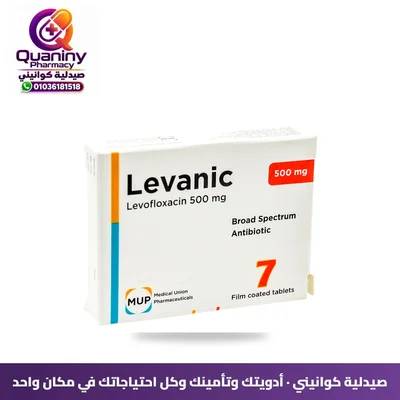 Quaniny
Pharmacy
صيدلية كوانيني
01036181518
Levanic
Levofloxacin 500 mg
500 mg
Broad Spectrum
Antibiotic
7
Film coated tablets
MUP
Medical Union
Pharmaceuticals
صيدلية كوانيني · أدويتك وتأمينك وكل احتياجاتك في مكان واحد